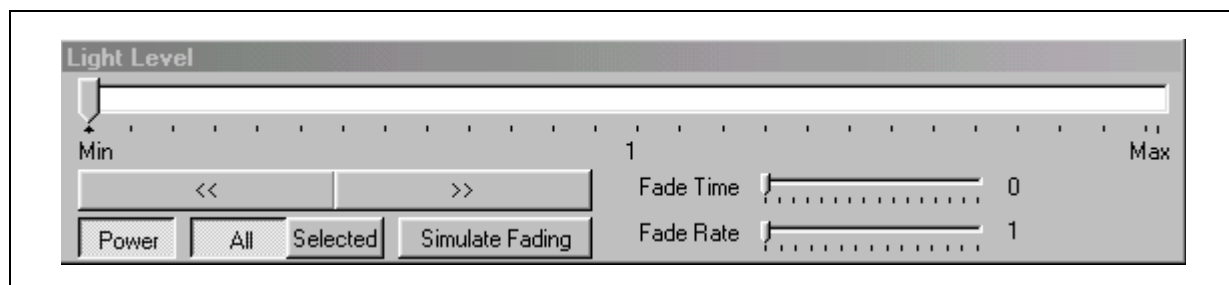 Light Level
Min 1 Max
<< >> Fade Time 0
Power All Selected Simulate Fading Fade Rate 1